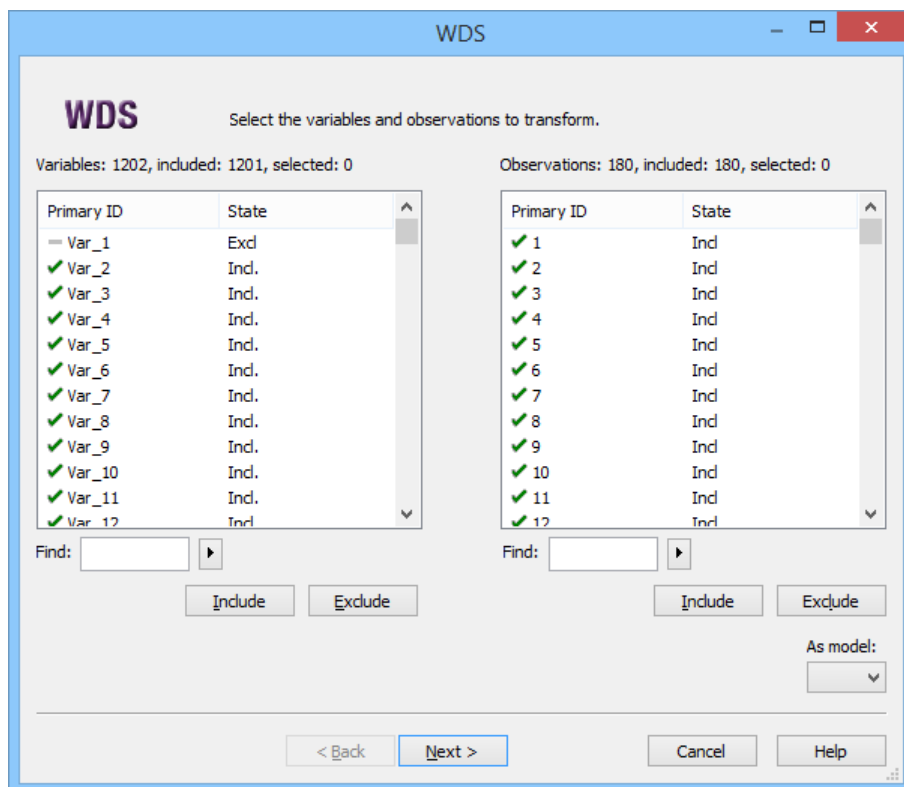 WDS
WDS
Select the variables and observations to transform.
Variables: 1202, included: 1201, selected: 0
Primary ID State
Var_1 Excl
Var_2 Incl.
Var_3 Incl.
Var_4 Incl.
Var_5 Incl.
Var_6 Incl.
Var_7 Incl.
Var_8 Incl.
Var_9 Incl.
Var_10 Incl.
Var_11 Incl.
Var_12 Incl
Find:
Include Exclude
Observations: 180, included: 180, selected: 0
Primary ID State
1 Incl
2 Incl
3 Incl
4 Incl
5 Incl
6 Incl
7 Incl
8 Incl
9 Incl
10 Incl
11 Incl
12 Incl
Find:
Include Exclude
As model:
< Back Next > Cancel Help